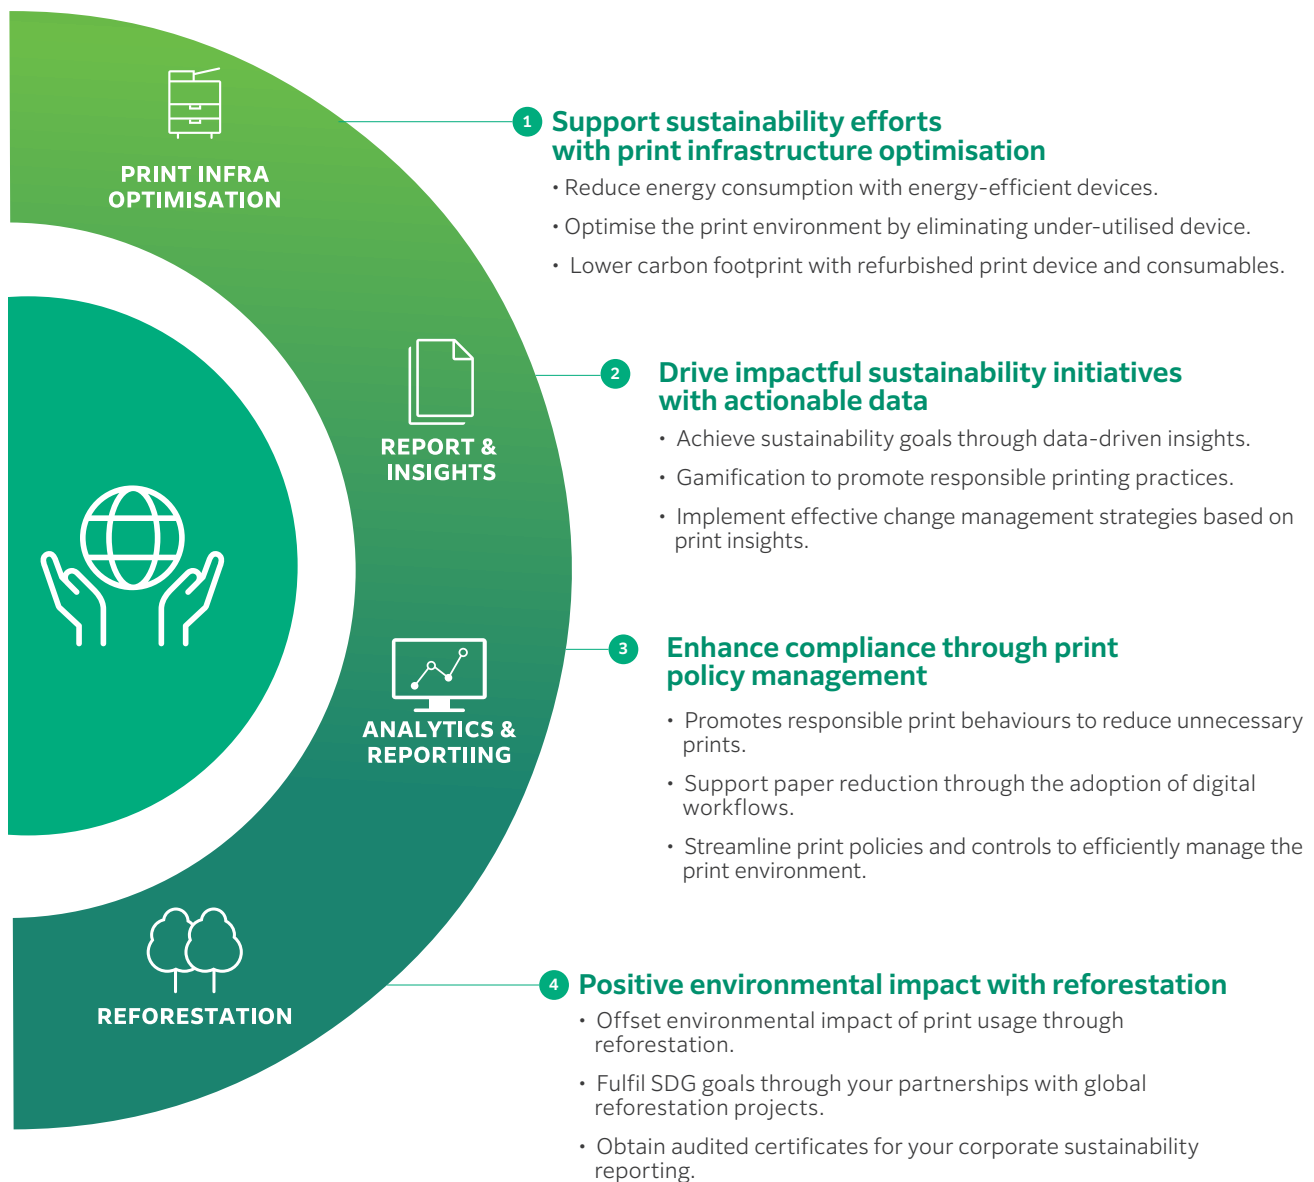 PRINT INFRA
OPTIMISATION
1
Support sustainability efforts
with print infrastructure optimisation
• Reduce energy consumption with energy-efficient devices.
• Optimise the print environment by eliminating under-utilised device.
• Lower carbon footprint with refurbished print device and consumables.
REPORT &
INSIGHTS
2
Drive impactful sustainability initiatives
with actionable data
• Achieve sustainability goals through data-driven insights.
• Gamification to promote responsible printing practices.
• Implement effective change management strategies based on
print insights.
ANALYTICS &
REPORTIING
3
Enhance compliance through print
policy management
• Promotes responsible print behaviours to reduce unnecessary
prints.
• Support paper reduction through the adoption of digital
workflows.
• Streamline print policies and controls to efficiently manage the
print environment.
REFORESTATION
4
Positive environmental impact with reforestation
• Offset environmental impact of print usage through
reforestation.
• Fulfil SDG goals through your partnerships with global
reforestation projects.
• Obtain audited certificates for your corporate sustainability
reporting.